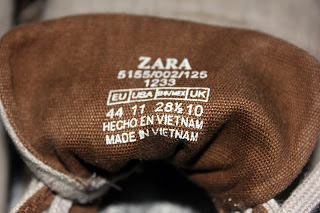 ZARA
5155/002/125
1233
EU USA BR/MEX UK
44 11 28½ 10
HECHO EN VIETNAM
MADE IN VIETNAM